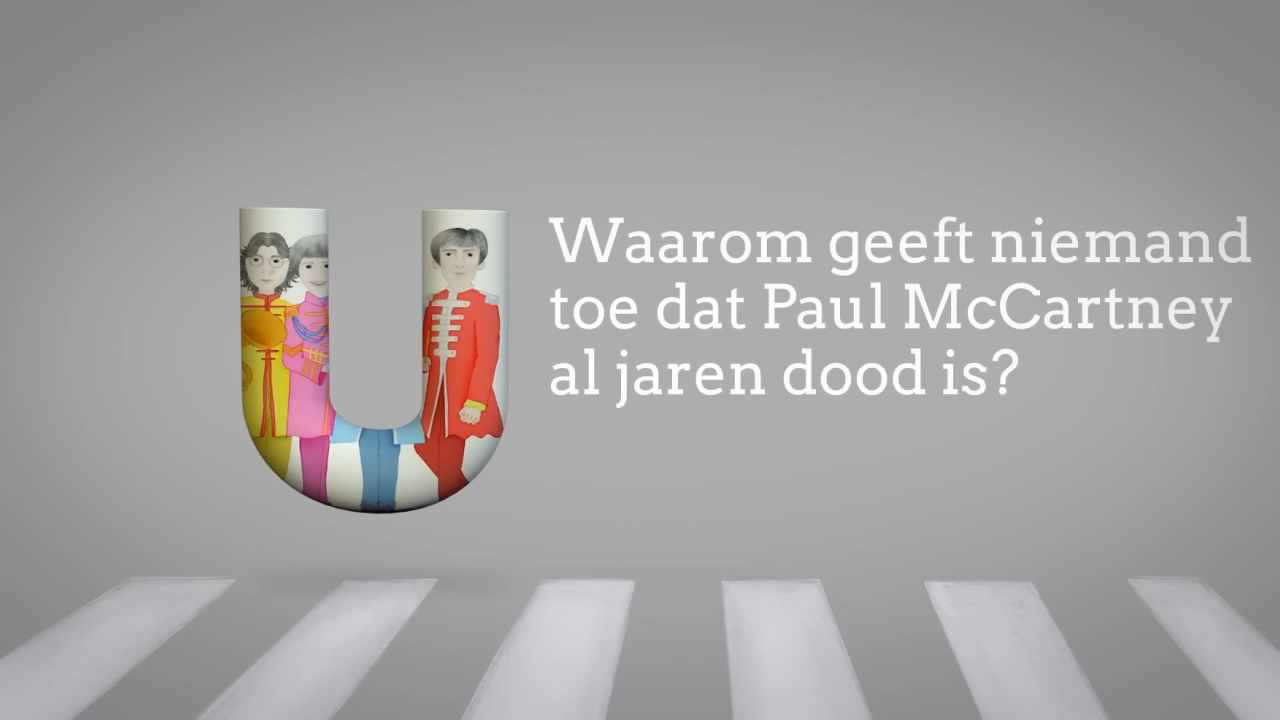 U
Waarom geeft niemand
toe dat Paul McCartney
al jaren dood is?